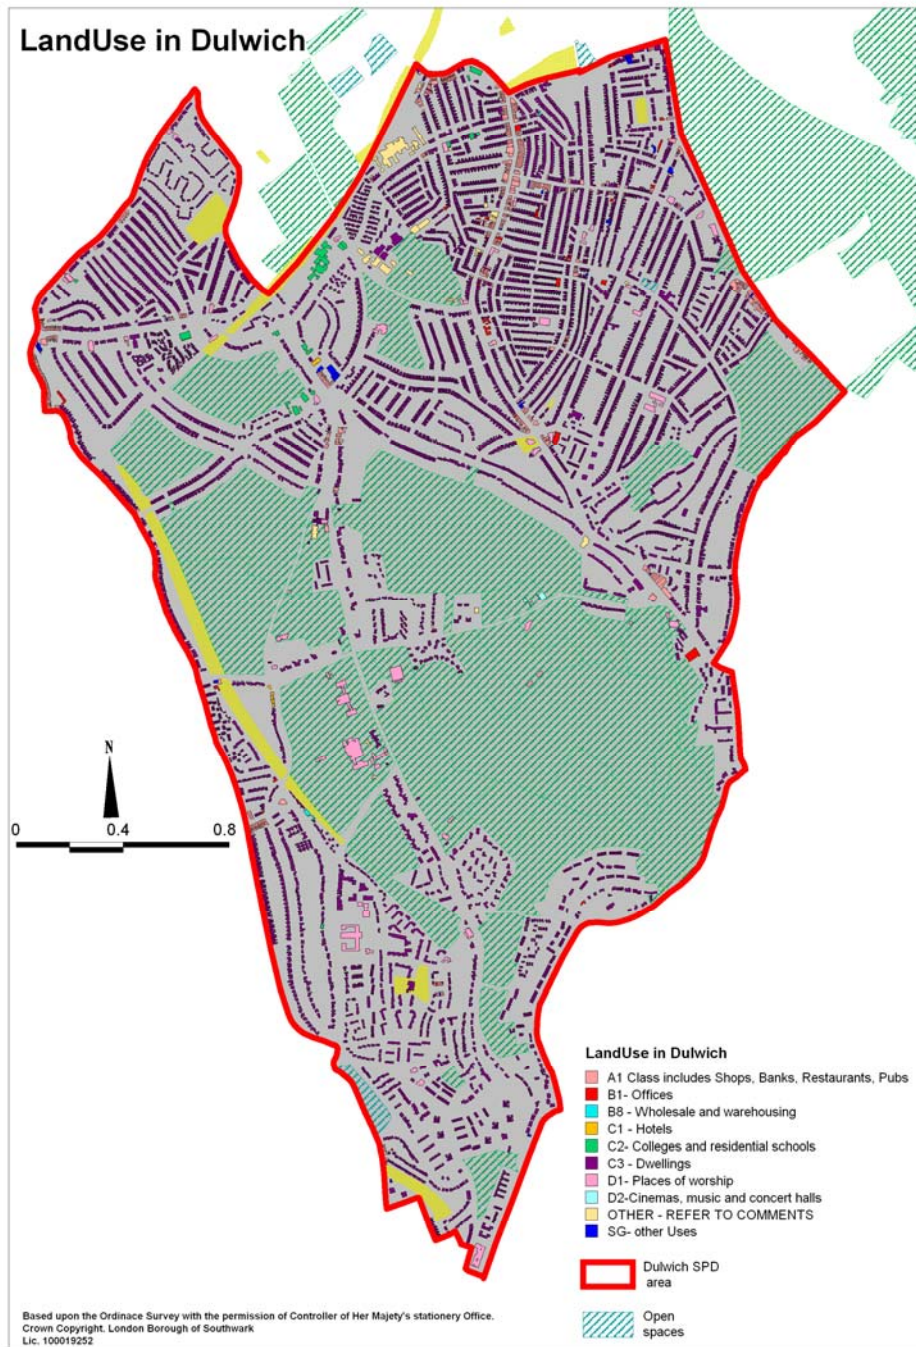 LandUse in Dulwich
N
0 0.4 0.8
LandUse in Dulwich
A1 Class includes Shops, Banks, Restaurants, Pubs
B1- Offices
B8 - Wholesale and warehousing
C1 - Hotels
C2- Colleges and residential schools
C3 - Dwellings
D1- Places of worship
D2-Cinemas, music and concert halls
OTHER - REFER TO COMMENTS
SG- other Uses
Dulwich SPD
area
Open
spaces
Based upon the Ordinace Survey with the permission of Controller of Her Majety's stationery Office.
Crown Copyright. London Borough of Southwark
Lic. 100019252